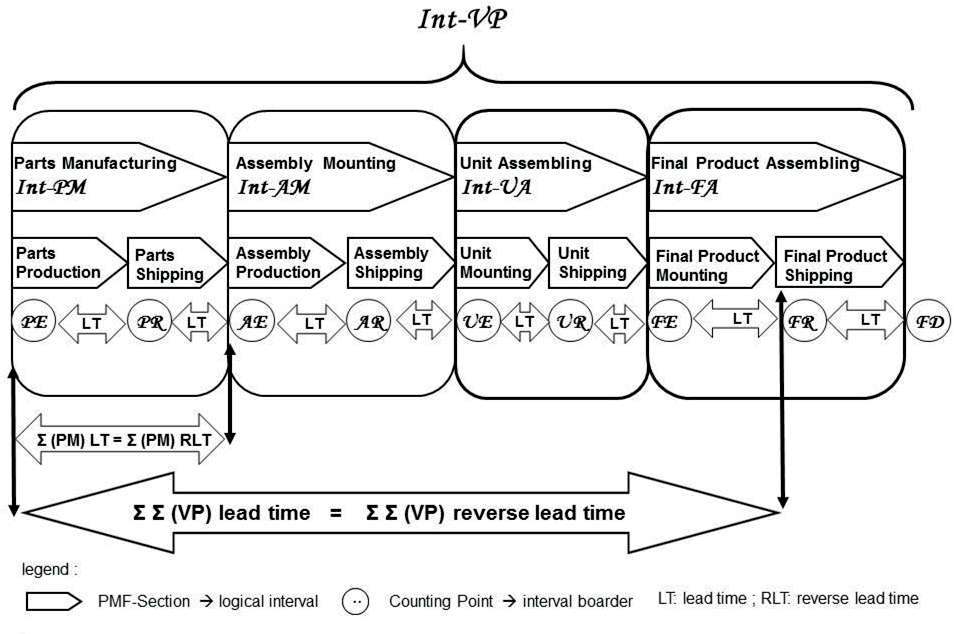 Int-VP
Parts Manufacturing
Int-PM
Assembly Mounting
Int-AM
Unit Assembling
Int-UA
Final Product Assembling
Int-FA
Parts
Production
Parts
Shipping
Assembly
Production
Assembly
Shipping
Unit
Mounting
Unit
Shipping
Final Product
Mounting
Final Product
Shipping
PE
LT
PR
LT
AE
LT
AR
LT
UE
LT
UR
LT
FE
LT
FR
LT
FD
Σ (PM) LT = Σ (PM) RLT
Σ Σ (VP) lead time = Σ Σ (VP) reverse lead time
legend :
PMF-Section → logical interval
Counting Point → interval boarder
LT: lead time ; RLT: reverse lead time